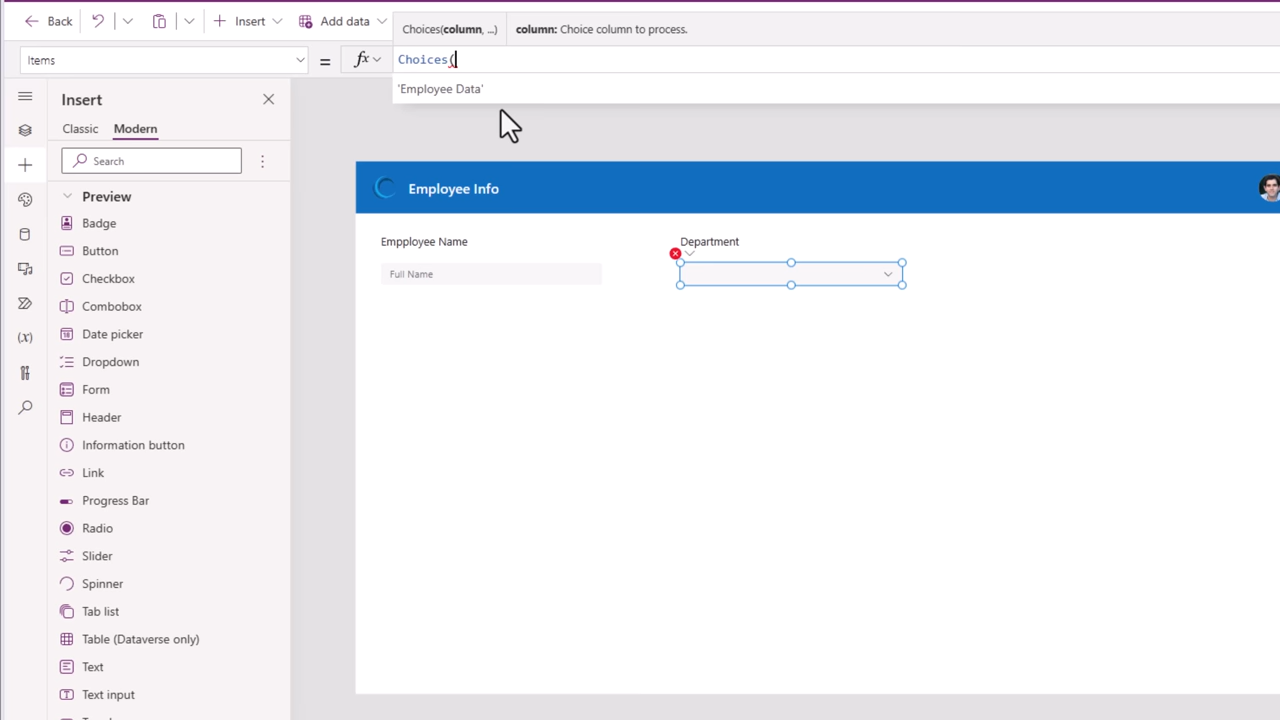 Back
Insert
Add data
Choices(column, ...) column: Choice column to process.
Items = fx Choices(
'Employee Data'
Insert
Classic Modern
Search
Preview
Badge
Button
Checkbox
Combobox
Date picker
Dropdown
Form
Header
Information button
Link
Progress Bar
Radio
Slider
Spinner
Tab list
Table (Dataverse only)
Text
Text input
Employee Info
Empployee Name Department
Full Name